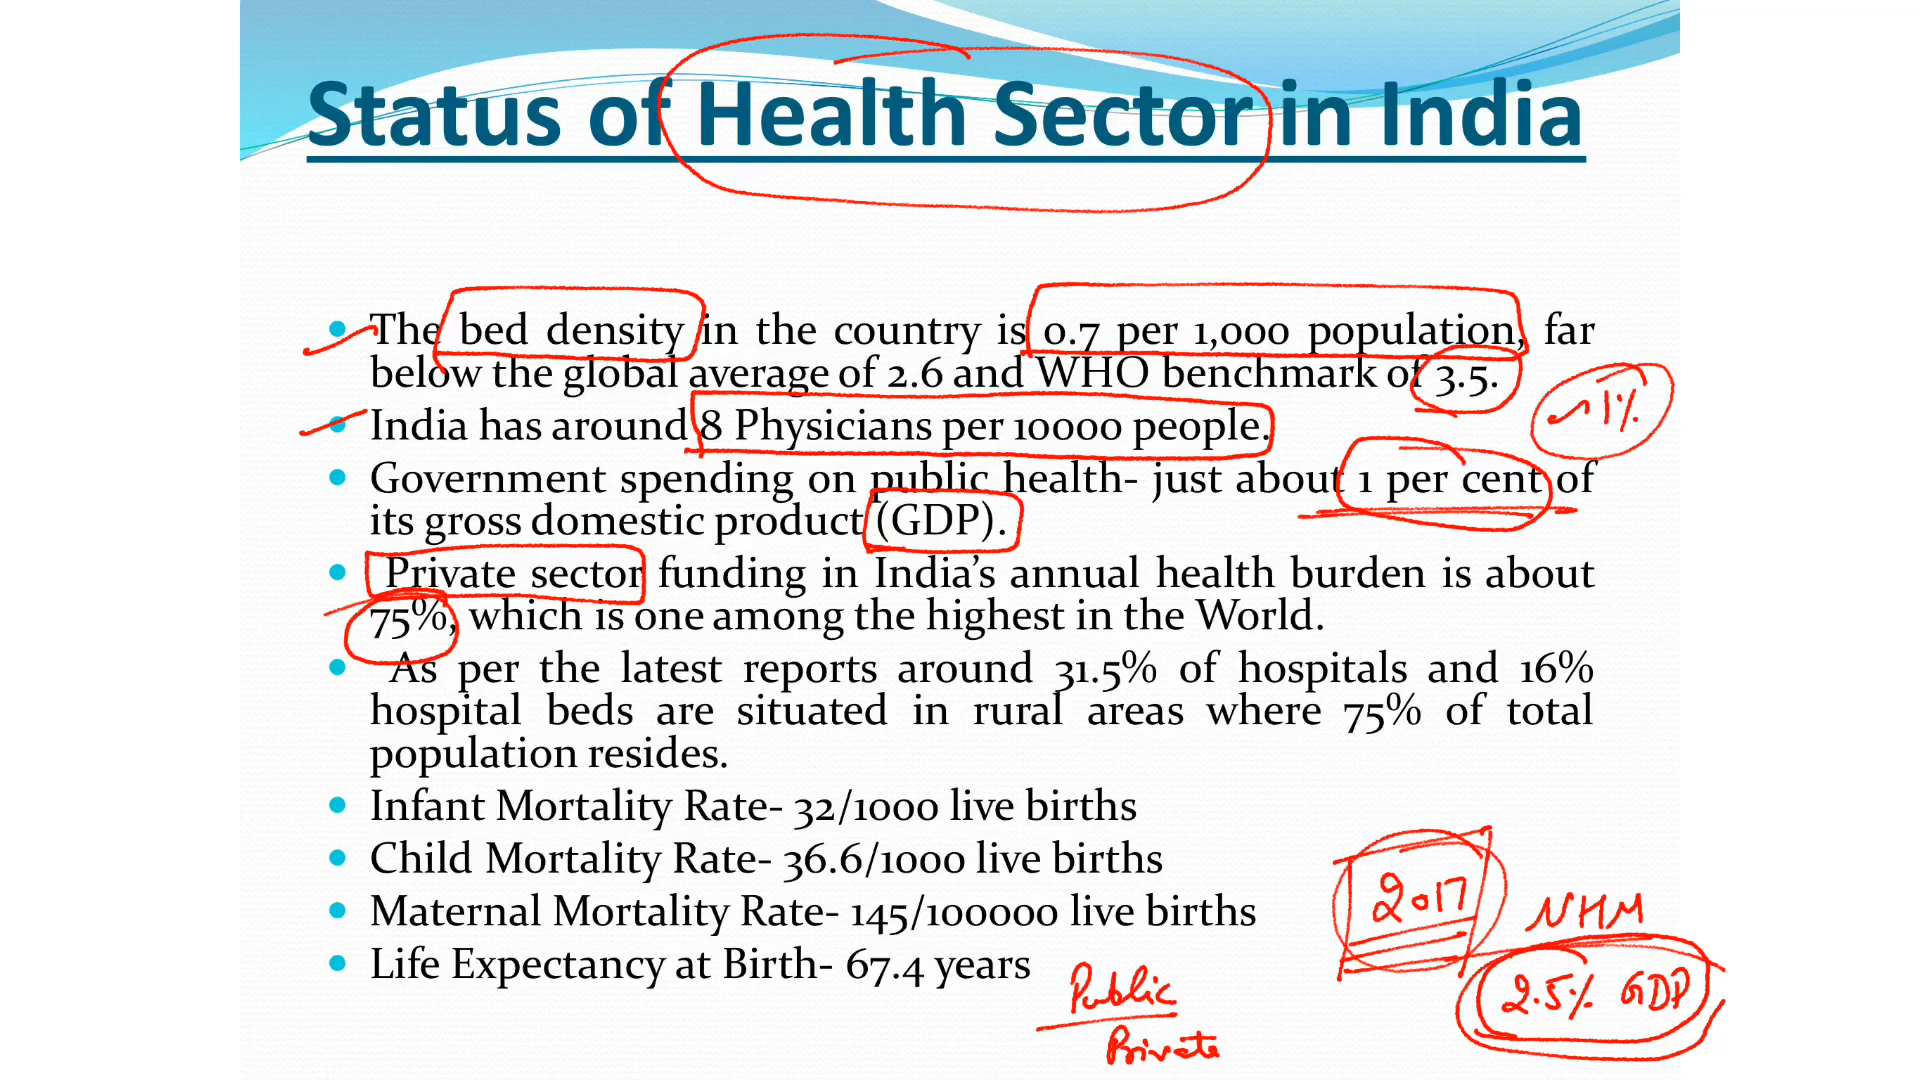 Status of Health Sector in India
• The bed density in the country is 0.7 per 1,000 population, far
below the global average of 2.6 and WHO benchmark of 3.5.
~1%
• India has around 8 Physicians per 10000 people.
• Government spending on public health- just about 1 per cent of
its gross domestic product (GDP).
• Private sector funding in India's annual health burden is about
75%, which is one among the highest in the World.
• As per the latest reports around 31.5% of hospitals and 16%
hospital beds are situated in rural areas where 75% of total
population resides.
• Infant Mortality Rate- 32/1000 live births
• Child Mortality Rate- 36.6/1000 live births
• Maternal Mortality Rate- 145/100000 live births
• Life Expectancy at Birth- 67.4 years
2017
NHM
2.5% GDP
Public
Private